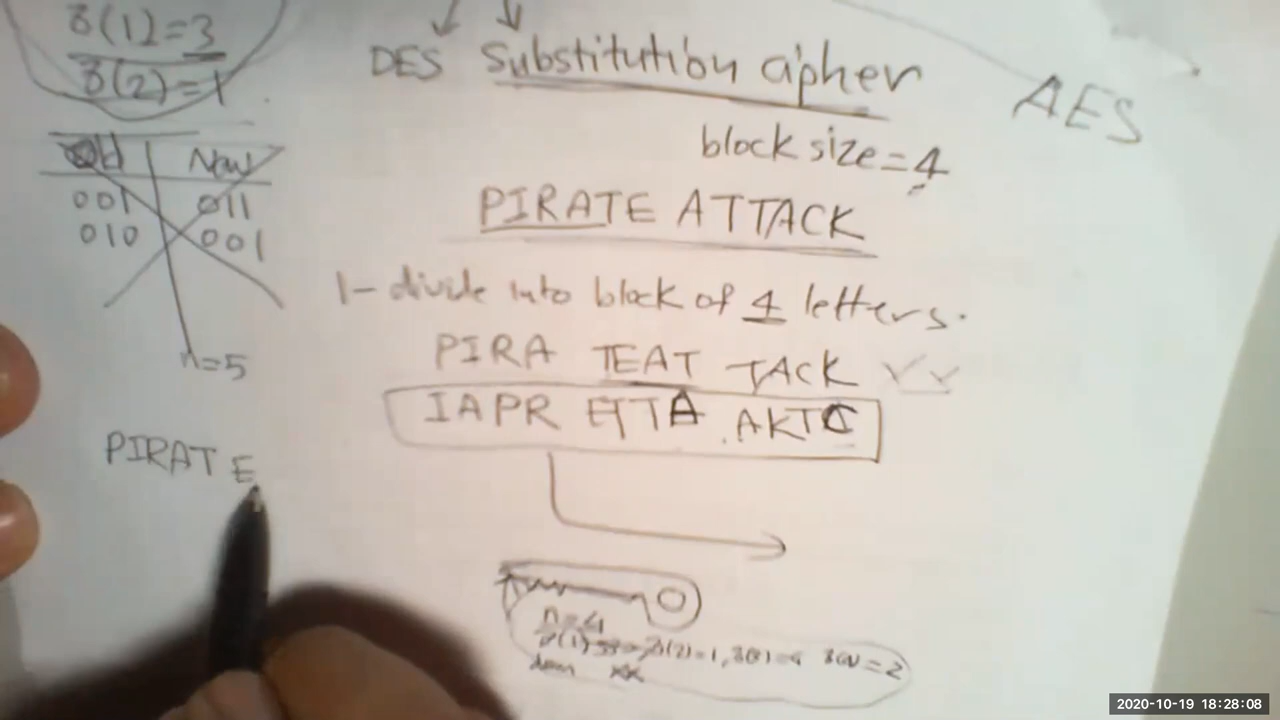 δ(1)=3
δ(2)=1
DES Substitution cipher
AES
block size=4
Old New
001 011
010 001
n=5
PIRATE ATTACK
1- divide into block of 4 letters.
PIRA TEAT TACK
IAPR ETTA AKTC
PIRATE
n=4
2020-10-19 18:28:08